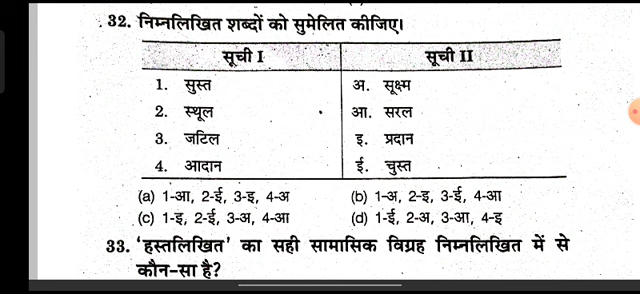 32. निम्नलिखित शब्दों को सुमेलित कीजिए।
सूची I सूची II
1. सुस्त अ. सूक्ष्म
2. स्थूल आ. सरल
3. जटिल इ. प्रदान
4. आदान ई. चुस्त
(a) 1-आ, 2-ई, 3-इ, 4-अ (b) 1-अ, 2-इ, 3-ई, 4-आ
(c) 1-इ, 2-ई, 3-अ, 4-आ (d) 1-ई, 2-अ, 3-आ, 4-इ
33. 'हस्तलिखित' का सही सामासिक विग्रह निम्नलिखित में से
कौन-सा है?